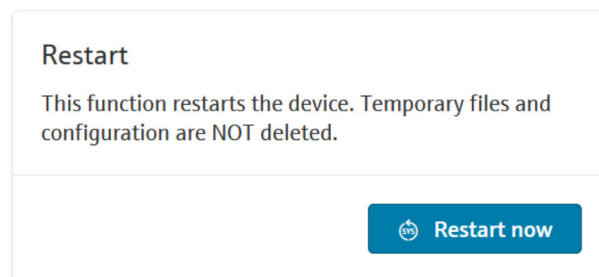 Restart
This function restarts the device. Temporary files and
configuration are NOT deleted.
SYS
Restart now